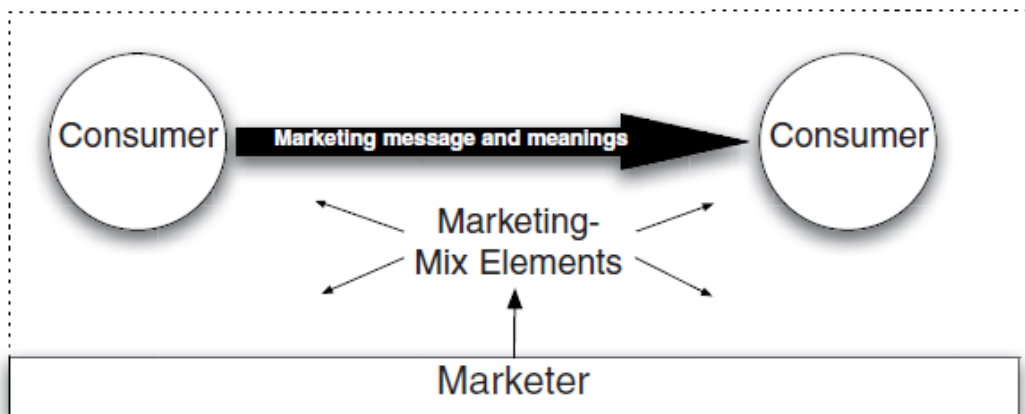 Consumer
Marketing message and meanings
Consumer
Marketing-
Mix Elements
Marketer